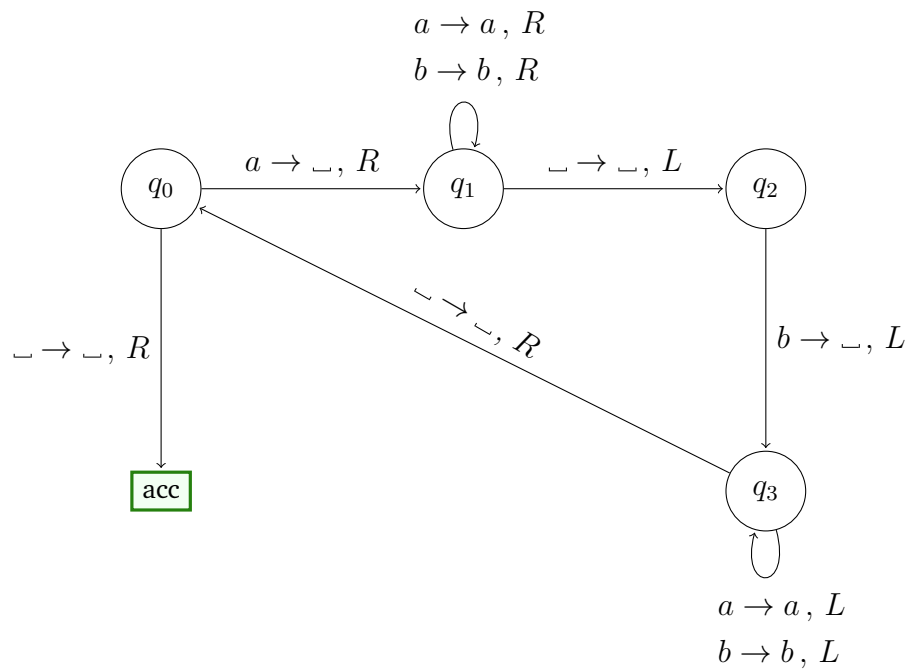 a → a , R
b → b , R
q₀
a → ␣, R
q₁
␣ → ␣, L
q₂
␣ → ␣, R
␣ → ␣, R
b → ␣, L
acc
q₃
a → a , L
b → b , L